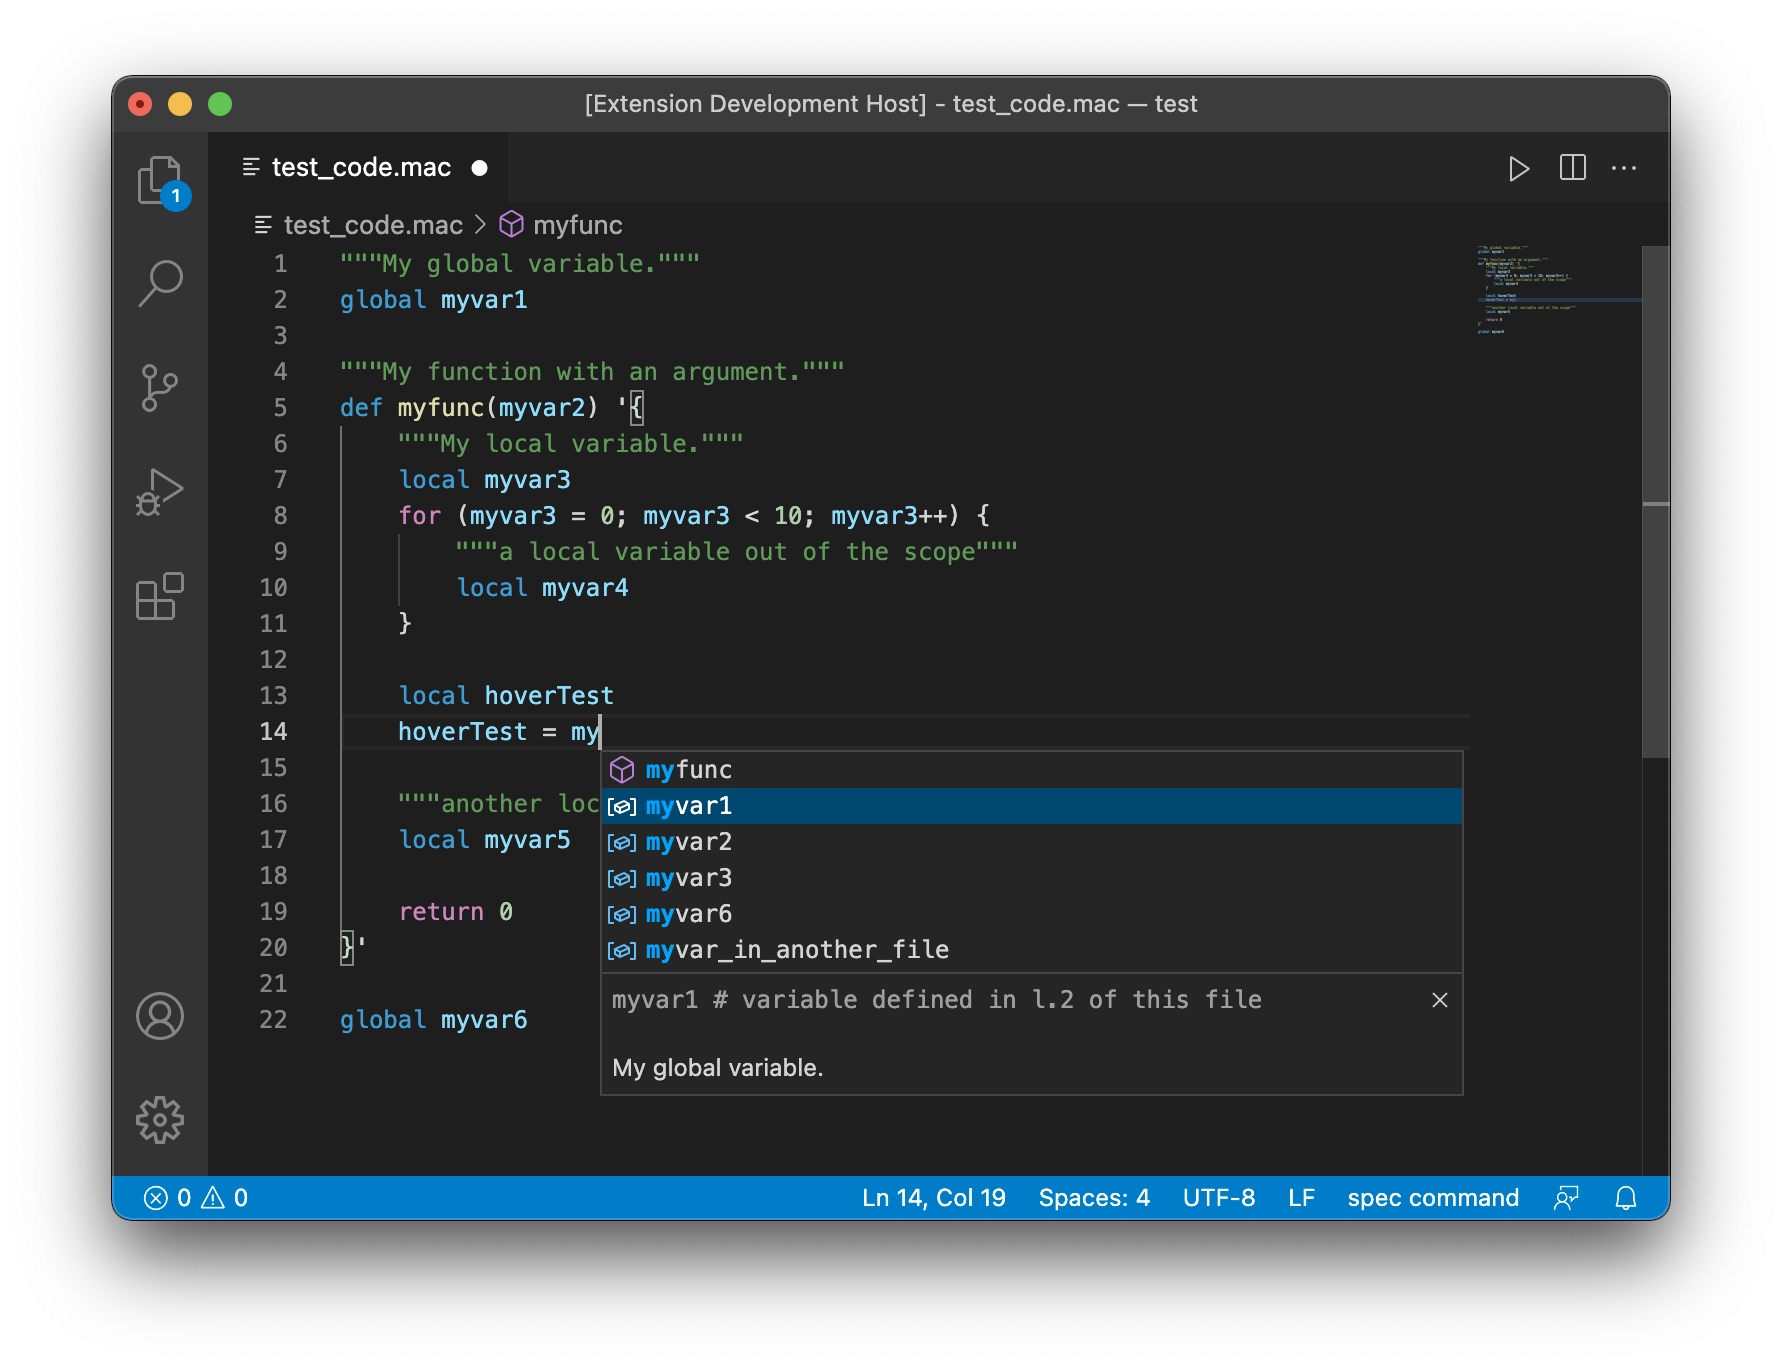 [Extension Development Host] - test_code.mac — test
test_code.mac
1
test_code.mac > myfunc
1 """My global variable."""
2 global myvar1
3
4 """My function with an argument."""
5 def myfunc(myvar2) '{
6 """My local variable."""
7 local myvar3
8 for (myvar3 = 0; myvar3 < 10; myvar3++) {
9 """a local variable out of the scope"""
10 local myvar4
11 }
12
13 local hoverTest
14 hoverTest = my
15
16 """another loc
17 local myvar5
18
19 return 0
20 }'
21
22 global myvar6
myfunc
myvar1
myvar2
myvar3
myvar6
myvar_in_another_file
myvar1 # variable defined in l.2 of this file
My global variable.
0 0 Ln 14, Col 19 Spaces: 4 UTF-8 LF spec command